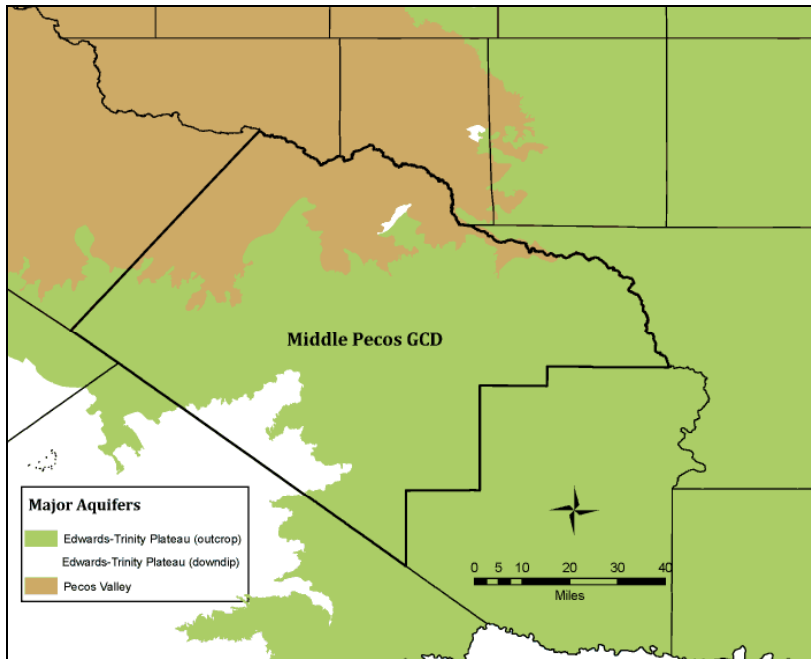 Middle Pecos GCD
Major Aquifers
Edwards-Trinity Plateau (outcrop)
Edwards-Trinity Plateau (downdip)
Pecos Valley
0 5 10 20 30 40
Miles